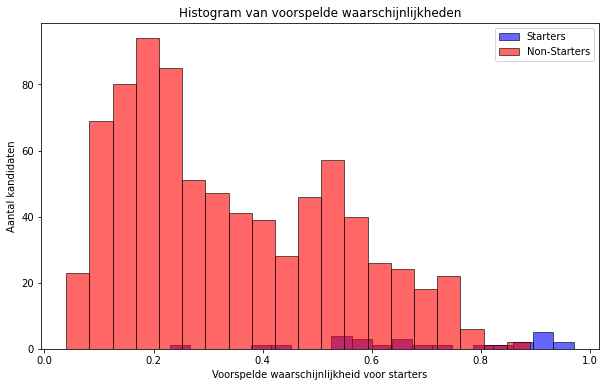 Histogram van voorspelde waarschijnlijkheden
Starters
Non-Starters
Aantal kandidaten
80
60
40
20
0
0.0 0.2 0.4 0.6 0.8 1.0
Voorspelde waarschijnlijkheid voor starters